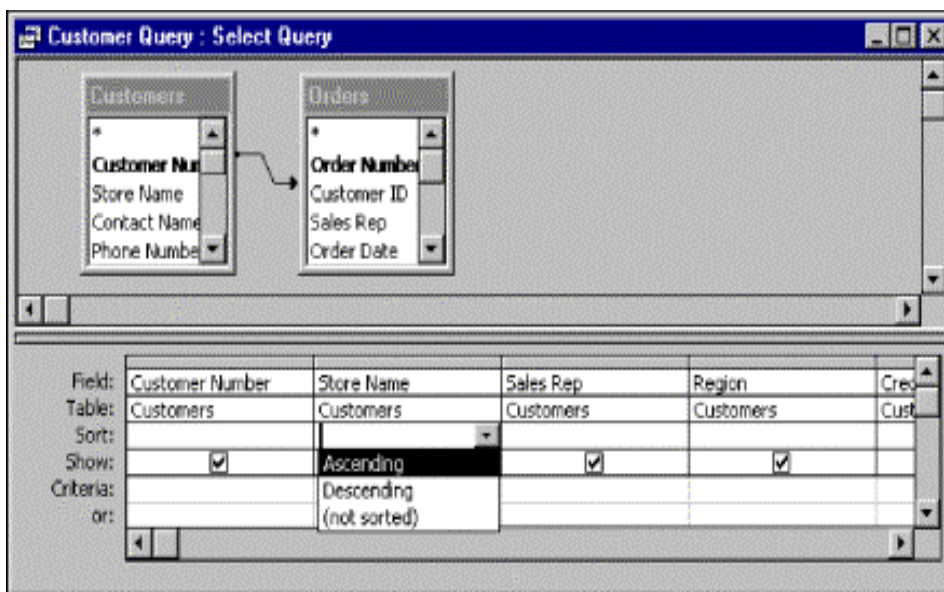 Customer Query : Select Query
Customers
*
Customer Num
Store Name
Contact Name
Phone Numbe
Orders
*
Order Number
Customer ID
Sales Rep
Order Date
Field: Customer Number Store Name Sales Rep Region Cred
Table: Customers Customers Customers Customers Cust
Sort:
Show: Ascending
Criteria: Descending
or: (not sorted)